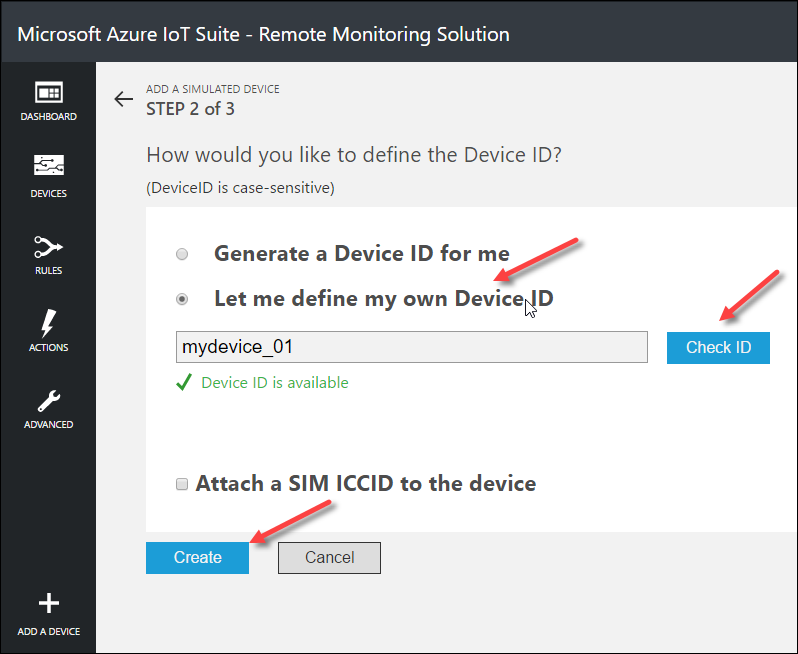 Microsoft Azure IoT Suite - Remote Monitoring Solution
DASHBOARD
DEVICES
RULES
ACTIONS
ADVANCED
ADD A DEVICE
ADD A SIMULATED DEVICE
STEP 2 of 3
How would you like to define the Device ID?
(DeviceID is case-sensitive)
Generate a Device ID for me
Let me define my own Device ID
mydevice_01
Check ID
Device ID is available
Attach a SIM ICCID to the device
Create
Cancel